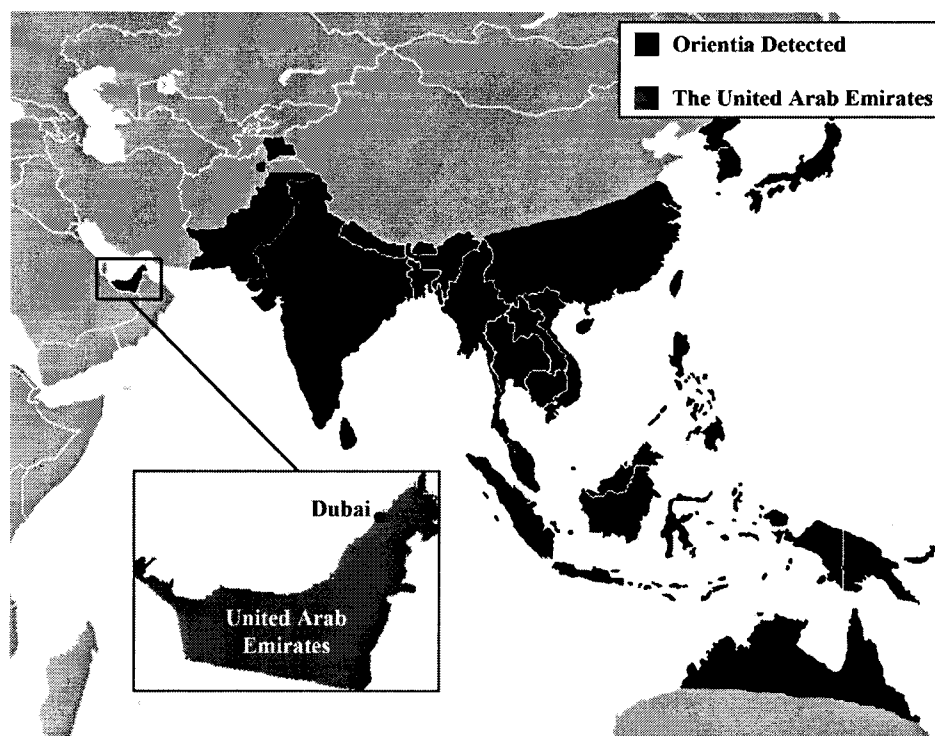 Orientia Detected
The United Arab Emirates
Dubai
United Arab
Emirates